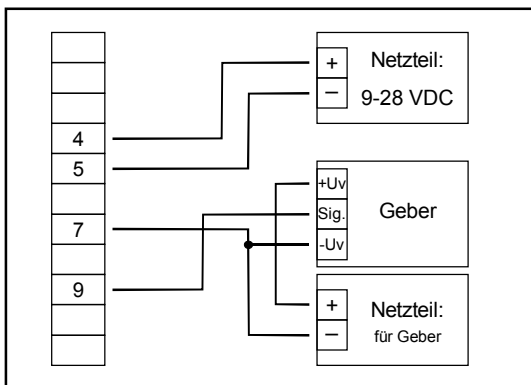 4
5
7
9
+
–
Netzteil:
9-28 VDC
+Uv
Sig.
-Uv
Geber
+
–
Netzteil:
für Geber